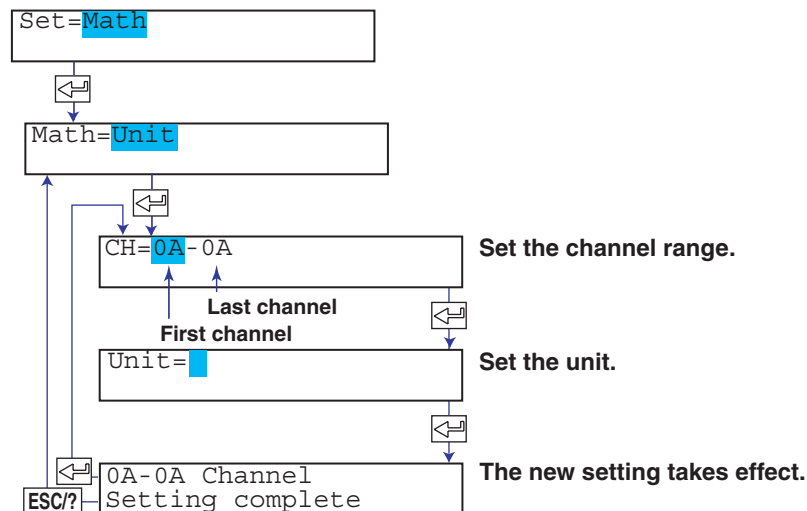 Set=Math
Math=Unit
CH=0A-0A
Set the channel range.
Last channel
First channel
Unit=
Set the unit.
0A-0A Channel
The new setting takes effect.
ESC/?
Setting complete